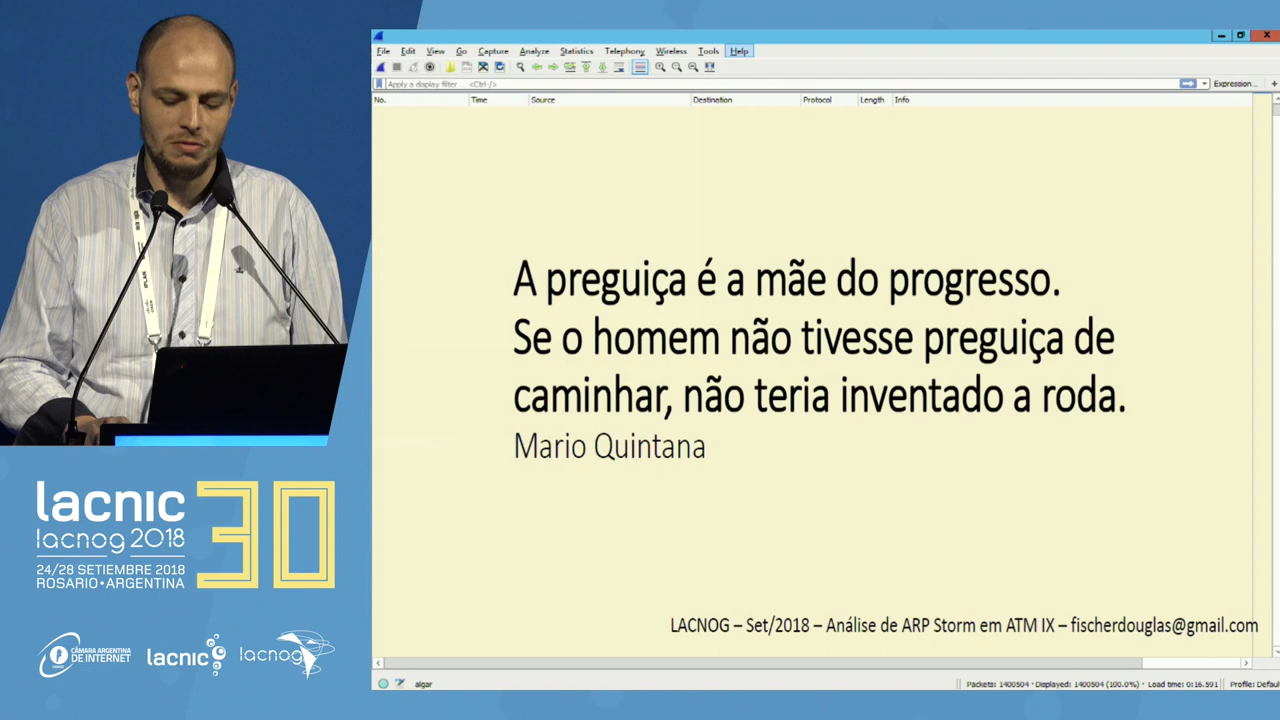 File Edit View Go Capture Analyze Statistics Telephony Wireless Tools Help
Apply a display filter ... <Ctrl-/>
Expression...
No. Time Source Destination Protocol Length Info
A preguiça é a mãe do progresso.
Se o homem não tivesse preguiça de
caminhar, não teria inventado a roda.
Mario Quintana
LACNOG – Set/2018 – Análise de ARP Storm em ATM IX – fischerdouglas@gmail.com
algar
Packets: 1400504 · Displayed: 1400504 (100.0%) · Load time: 0:16.591
Profile: Defau
IPLAN
lacnic 30
lacnog 2018
24/28 SETIEMBRE 2018
ROSARIO • ARGENTINA
CÁMARA ARGENTINA
DE INTERNET
lacnic
lacnog